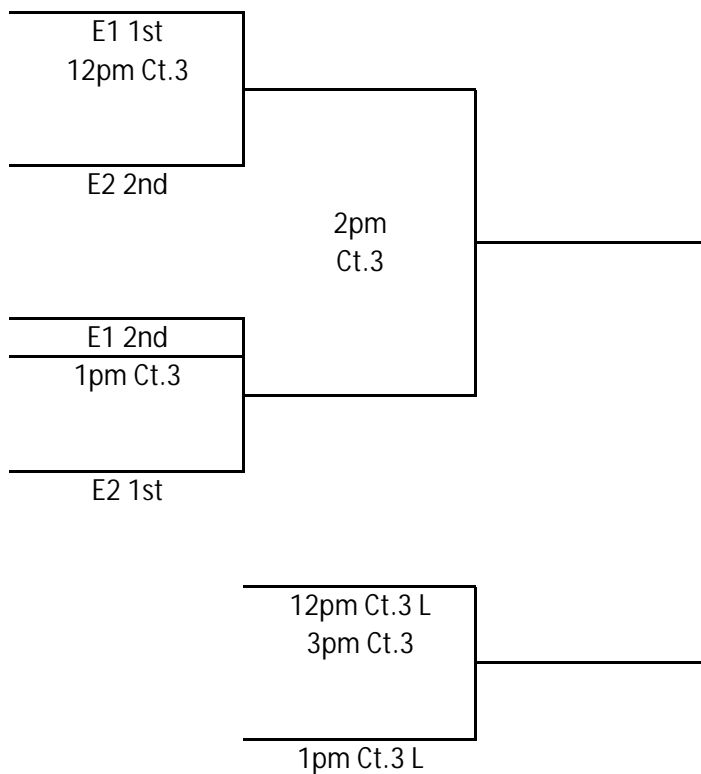 E1 1st
12pm Ct.3
E2 2nd
2pm
Ct.3
E1 2nd
1pm Ct.3
E2 1st
12pm Ct.3 L
3pm Ct.3
1pm Ct.3 L